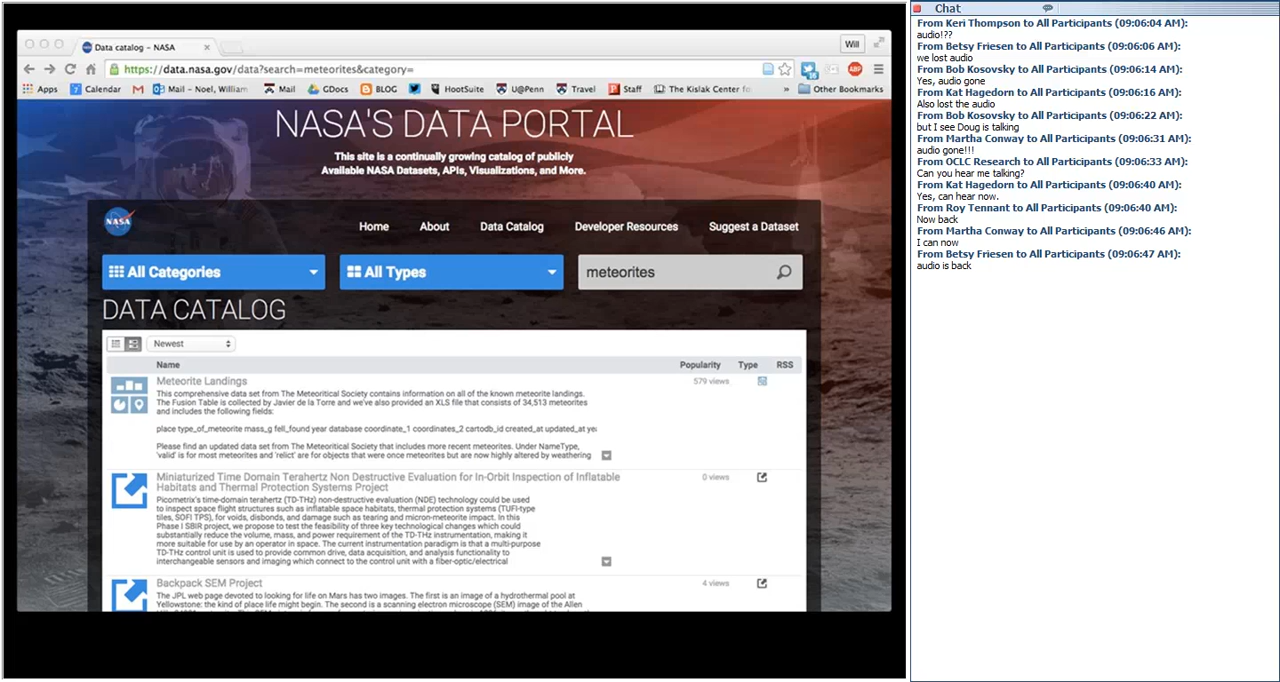 Data catalog – NASA
Will
https://data.nasa.gov/data?search=meteorites&category=
Apps
Calendar
Mail – Noel, William
Mail
GDocs
BLOG
HootSuite
U@Penn
Travel
Staff
The Kislak Center fo
»
Other Bookmarks
NASA'S DATA PORTAL
This site is a continually growing catalog of publicly
Available NASA Datasets, APIs, Visualizations, and More.
NASA
Home
About
Data Catalog
Developer Resources
Suggest a Dataset
All Categories
All Types
meteorites
DATA CATALOG
Newest
Name
Popularity
Type
RSS
Meteorite Landings
579 views
This comprehensive data set from The Meteoritical Society contains information on all of the known meteorite landings.
The Fusion Table is collected by Javier de la Torre and we've also provided an XLS file that consists of 34,513 meteorites
and includes the following fields:
place type_of_meteorite mass_g fell_found year database coordinate_1 coordinates_2 cartodb_id created_at updated_at
Please find an updated data set from The Meteoritical Society that includes more recent meteorites. Under NameType,
'valid' is for most meteorites and 'relict' are for objects that were once meteorites but are now highly altered by weathering
Miniaturized Time Domain Terahertz Non Destructive Evaluation for In-Orbit Inspection of Inflatable
Habitats and Thermal Protection Systems Project
0 views
Picometrix's time-domain terahertz (TD-THz) non-destructive evaluation (NDE) technology could be used
to inspect space flight structures such as inflatable space habitats, thermal protection systems (TUFI-type
tiles, SOFI TPS), for voids, disbonds, and damage such as tearing and micron-meteorite impact. In this
Phase I SBIR project, we propose to test the feasibility of three key technological changes which could
substantially reduce the volume, mass, and power requirement of the TD-THz instrumentation, making it
more suitable for use by an operator in space. The current instrumentation paradigm is that a multi-purpose
TD-THz control unit is used to provide common drive, data acquisition, and analysis functionality to
interchangeable sensors and imaging which connect to the control unit with a fiber-optic/electrical
Backpack SEM Project
4 views
The JPL web page devoted to looking for life on Mars has two images. The first is an image of a hydrothermal pool at
Yellowstone: the kind of place life might begin. The second is a scanning electron microscope (SEM) image of the Allen
Chat
From Keri Thompson to All Participants (09:06:04 AM):
audio!??
From Betsy Friesen to All Participants (09:06:06 AM):
we lost audio
From Bob Kosovsky to All Participants (09:06:14 AM):
Yes, audio gone
From Kat Hagedorn to All Participants (09:06:16 AM):
Also lost the audio
From Bob Kosovsky to All Participants (09:06:22 AM):
but I see Doug is talking
From Martha Conway to All Participants (09:06:31 AM):
audio gone!!!
From OCLC Research to All Participants (09:06:33 AM):
Can you hear me talking?
From Kat Hagedorn to All Participants (09:06:40 AM):
Yes, can hear now.
From Roy Tennant to All Participants (09:06:40 AM):
Now back
From Martha Conway to All Participants (09:06:46 AM):
I can now
From Betsy Friesen to All Participants (09:06:47 AM):
audio is back